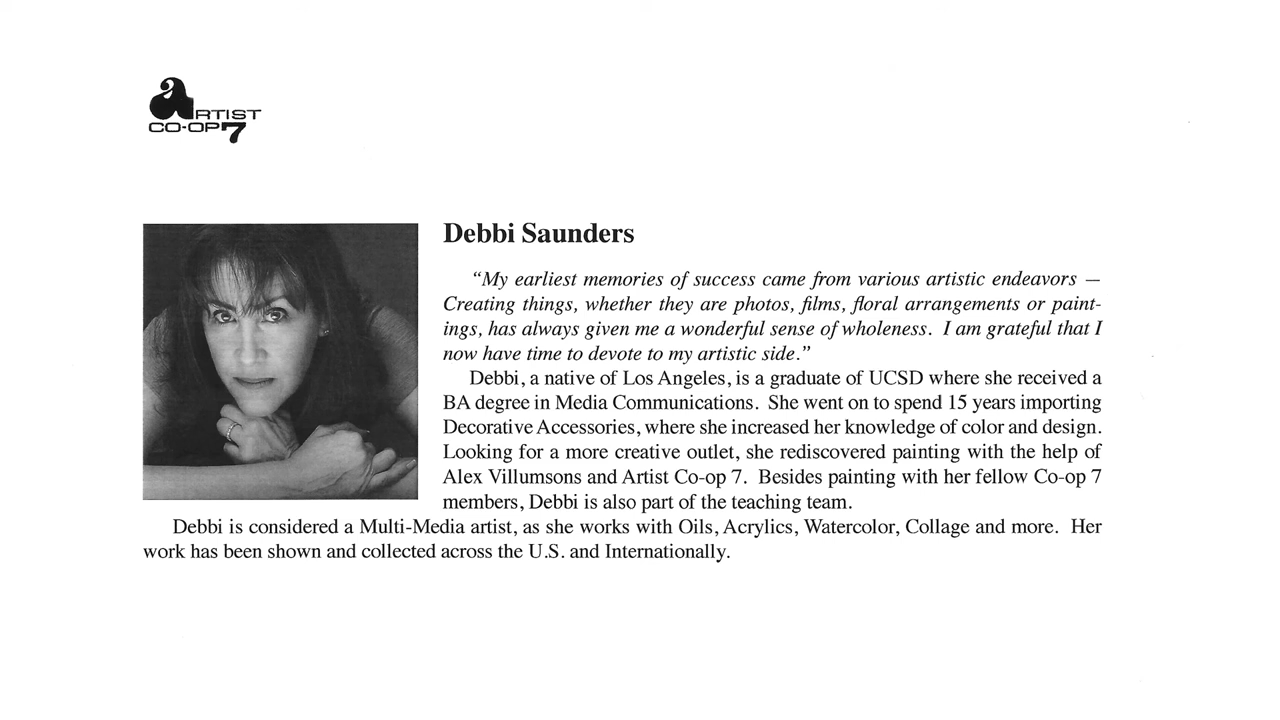 aRTIST
CO-OP 7
Debbi Saunders
“My earliest memories of success came from various artistic endeavors —
Creating things, whether they are photos, films, floral arrangements or paint-
ings, has always given me a wonderful sense of wholeness. I am grateful that I
now have time to devote to my artistic side.”
Debbi, a native of Los Angeles, is a graduate of UCSD where she received a
BA degree in Media Communications. She went on to spend 15 years importing
Decorative Accessories, where she increased her knowledge of color and design.
Looking for a more creative outlet, she rediscovered painting with the help of
Alex Villumsons and Artist Co-op 7. Besides painting with her fellow Co-op 7
members, Debbi is also part of the teaching team.
Debbi is considered a Multi-Media artist, as she works with Oils, Acrylics, Watercolor, Collage and more. Her
work has been shown and collected across the U.S. and Internationally.